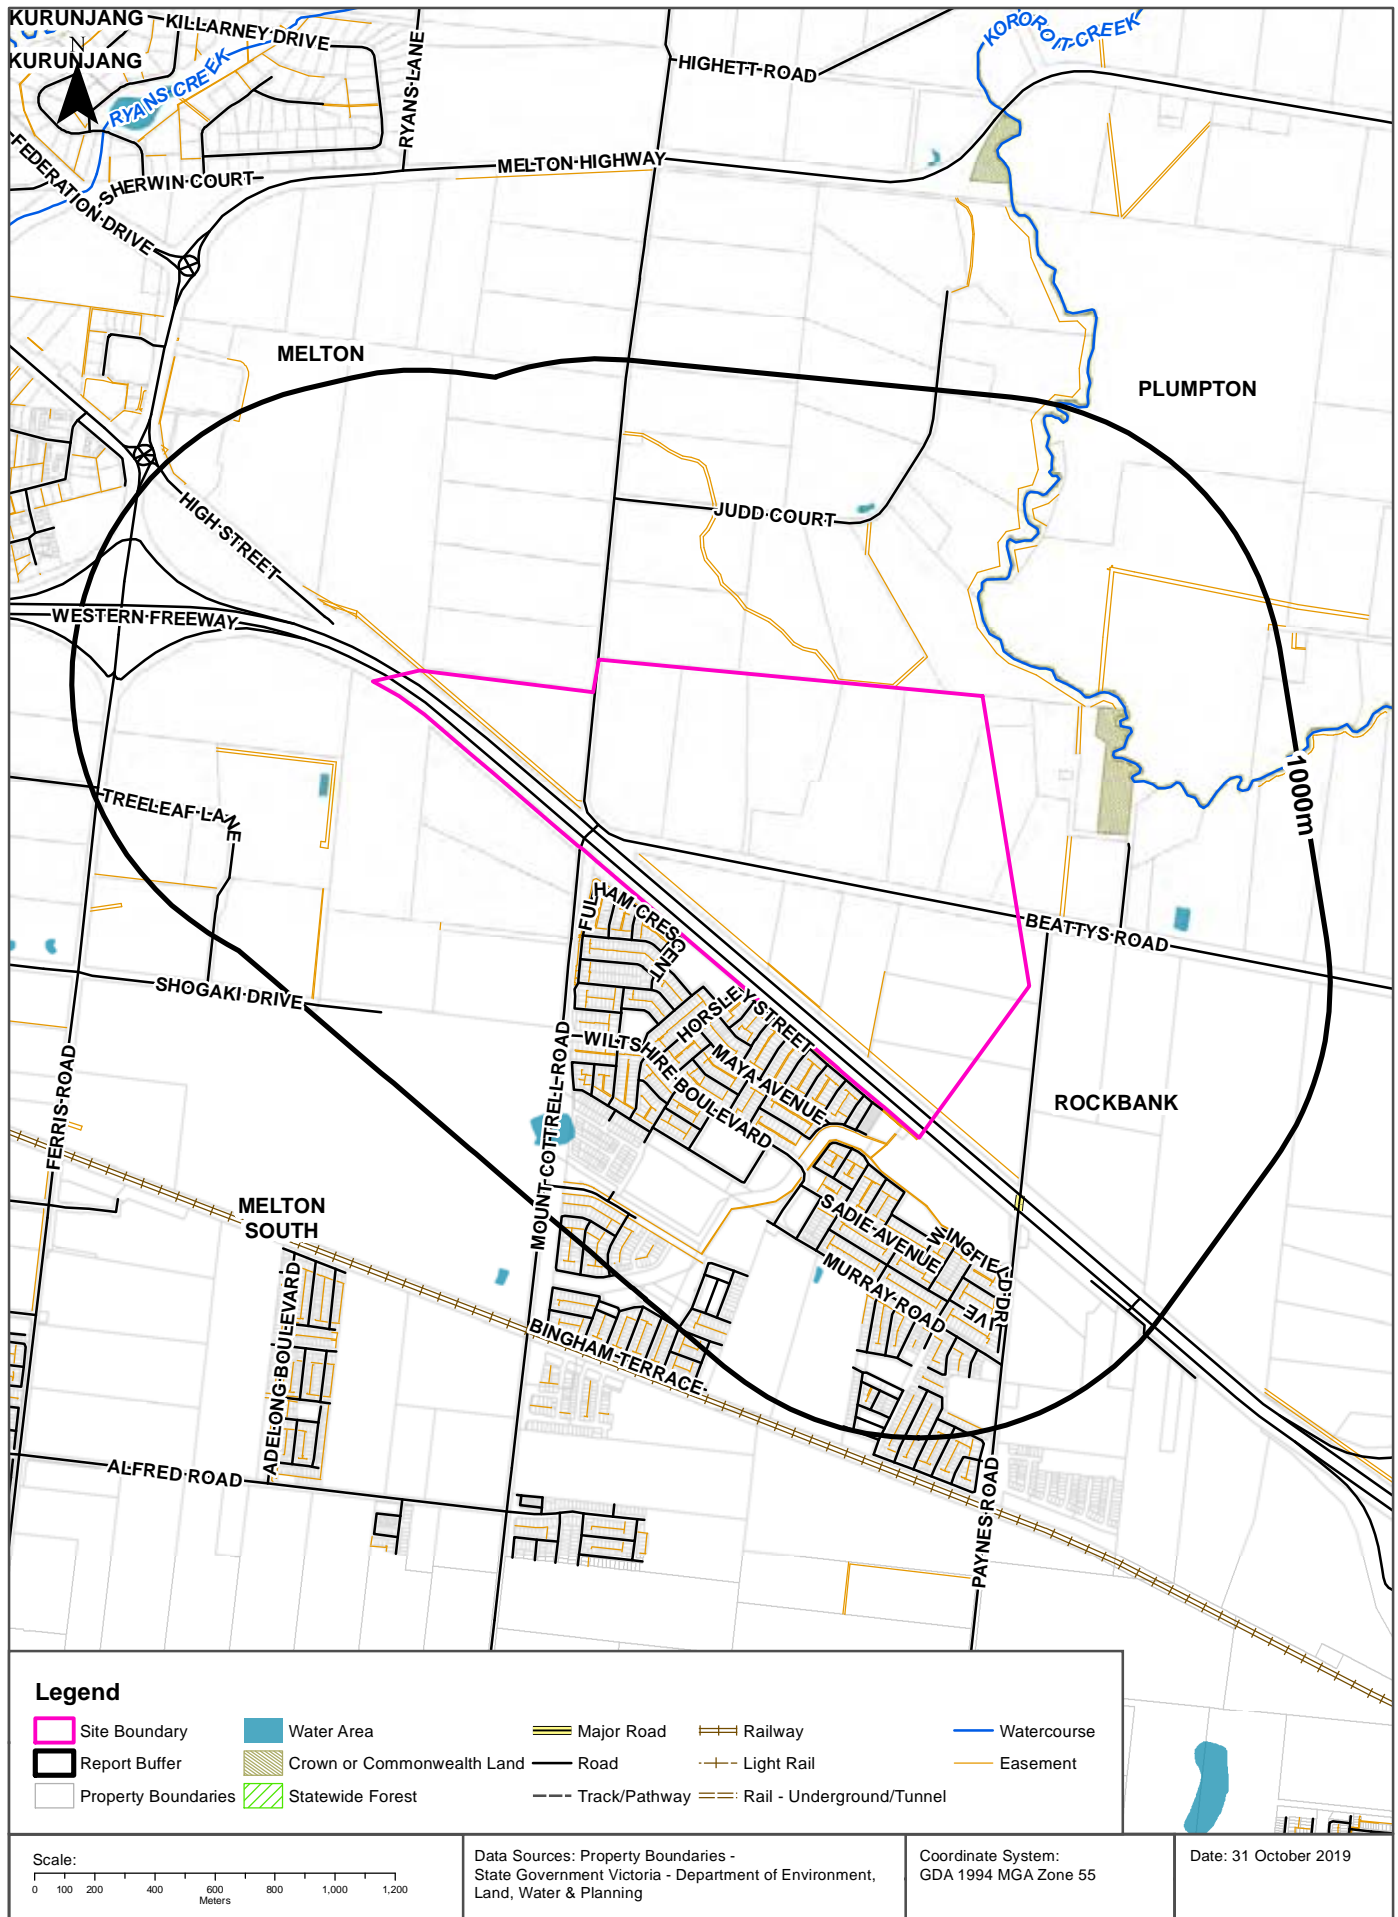 KURUNJANG
KILLARNEY DRIVE
N
KURUNJANG
RYANS CREEK
RYANS LANE
HIGHETT ROAD
KOROROIT CREEK
FEDERATION DRIVE
SHERWIN COURT
MELTON HIGHWAY
MELTON
PLUMPTON
HIGH STREET
JUDD COURT
WESTERN FREEWAY
1000m
TREELEAF LANE
FULHAM CRESCENT
BEATTYS ROAD
SHOGAKI DRIVE
HORSLEY STREET
WILTSHIRE BOULEVARD
MAYA AVENUE
FERRIS ROAD
MOUNT COTTRELL ROAD
ROCKBANK
MELTON
SOUTH
SADIE AVENUE
WINGFIELD DRIVE
MURRAY ROAD
ADELONG BOULEVARD
BINGHAM TERRACE
ALFRED ROAD
PAYNES ROAD
Legend
Site Boundary
Water Area
Major Road
Railway
Watercourse
Report Buffer
Crown or Commonwealth Land
Road
Light Rail
Easement
Property Boundaries
Statewide Forest
Track/Pathway
Rail - Underground/Tunnel
Scale:
0 100 200 400 600 800 1,000 1,200
Meters
Data Sources: Property Boundaries -
State Government Victoria - Department of Environment,
Land, Water & Planning
Coordinate System:
GDA 1994 MGA Zone 55
Date: 31 October 2019